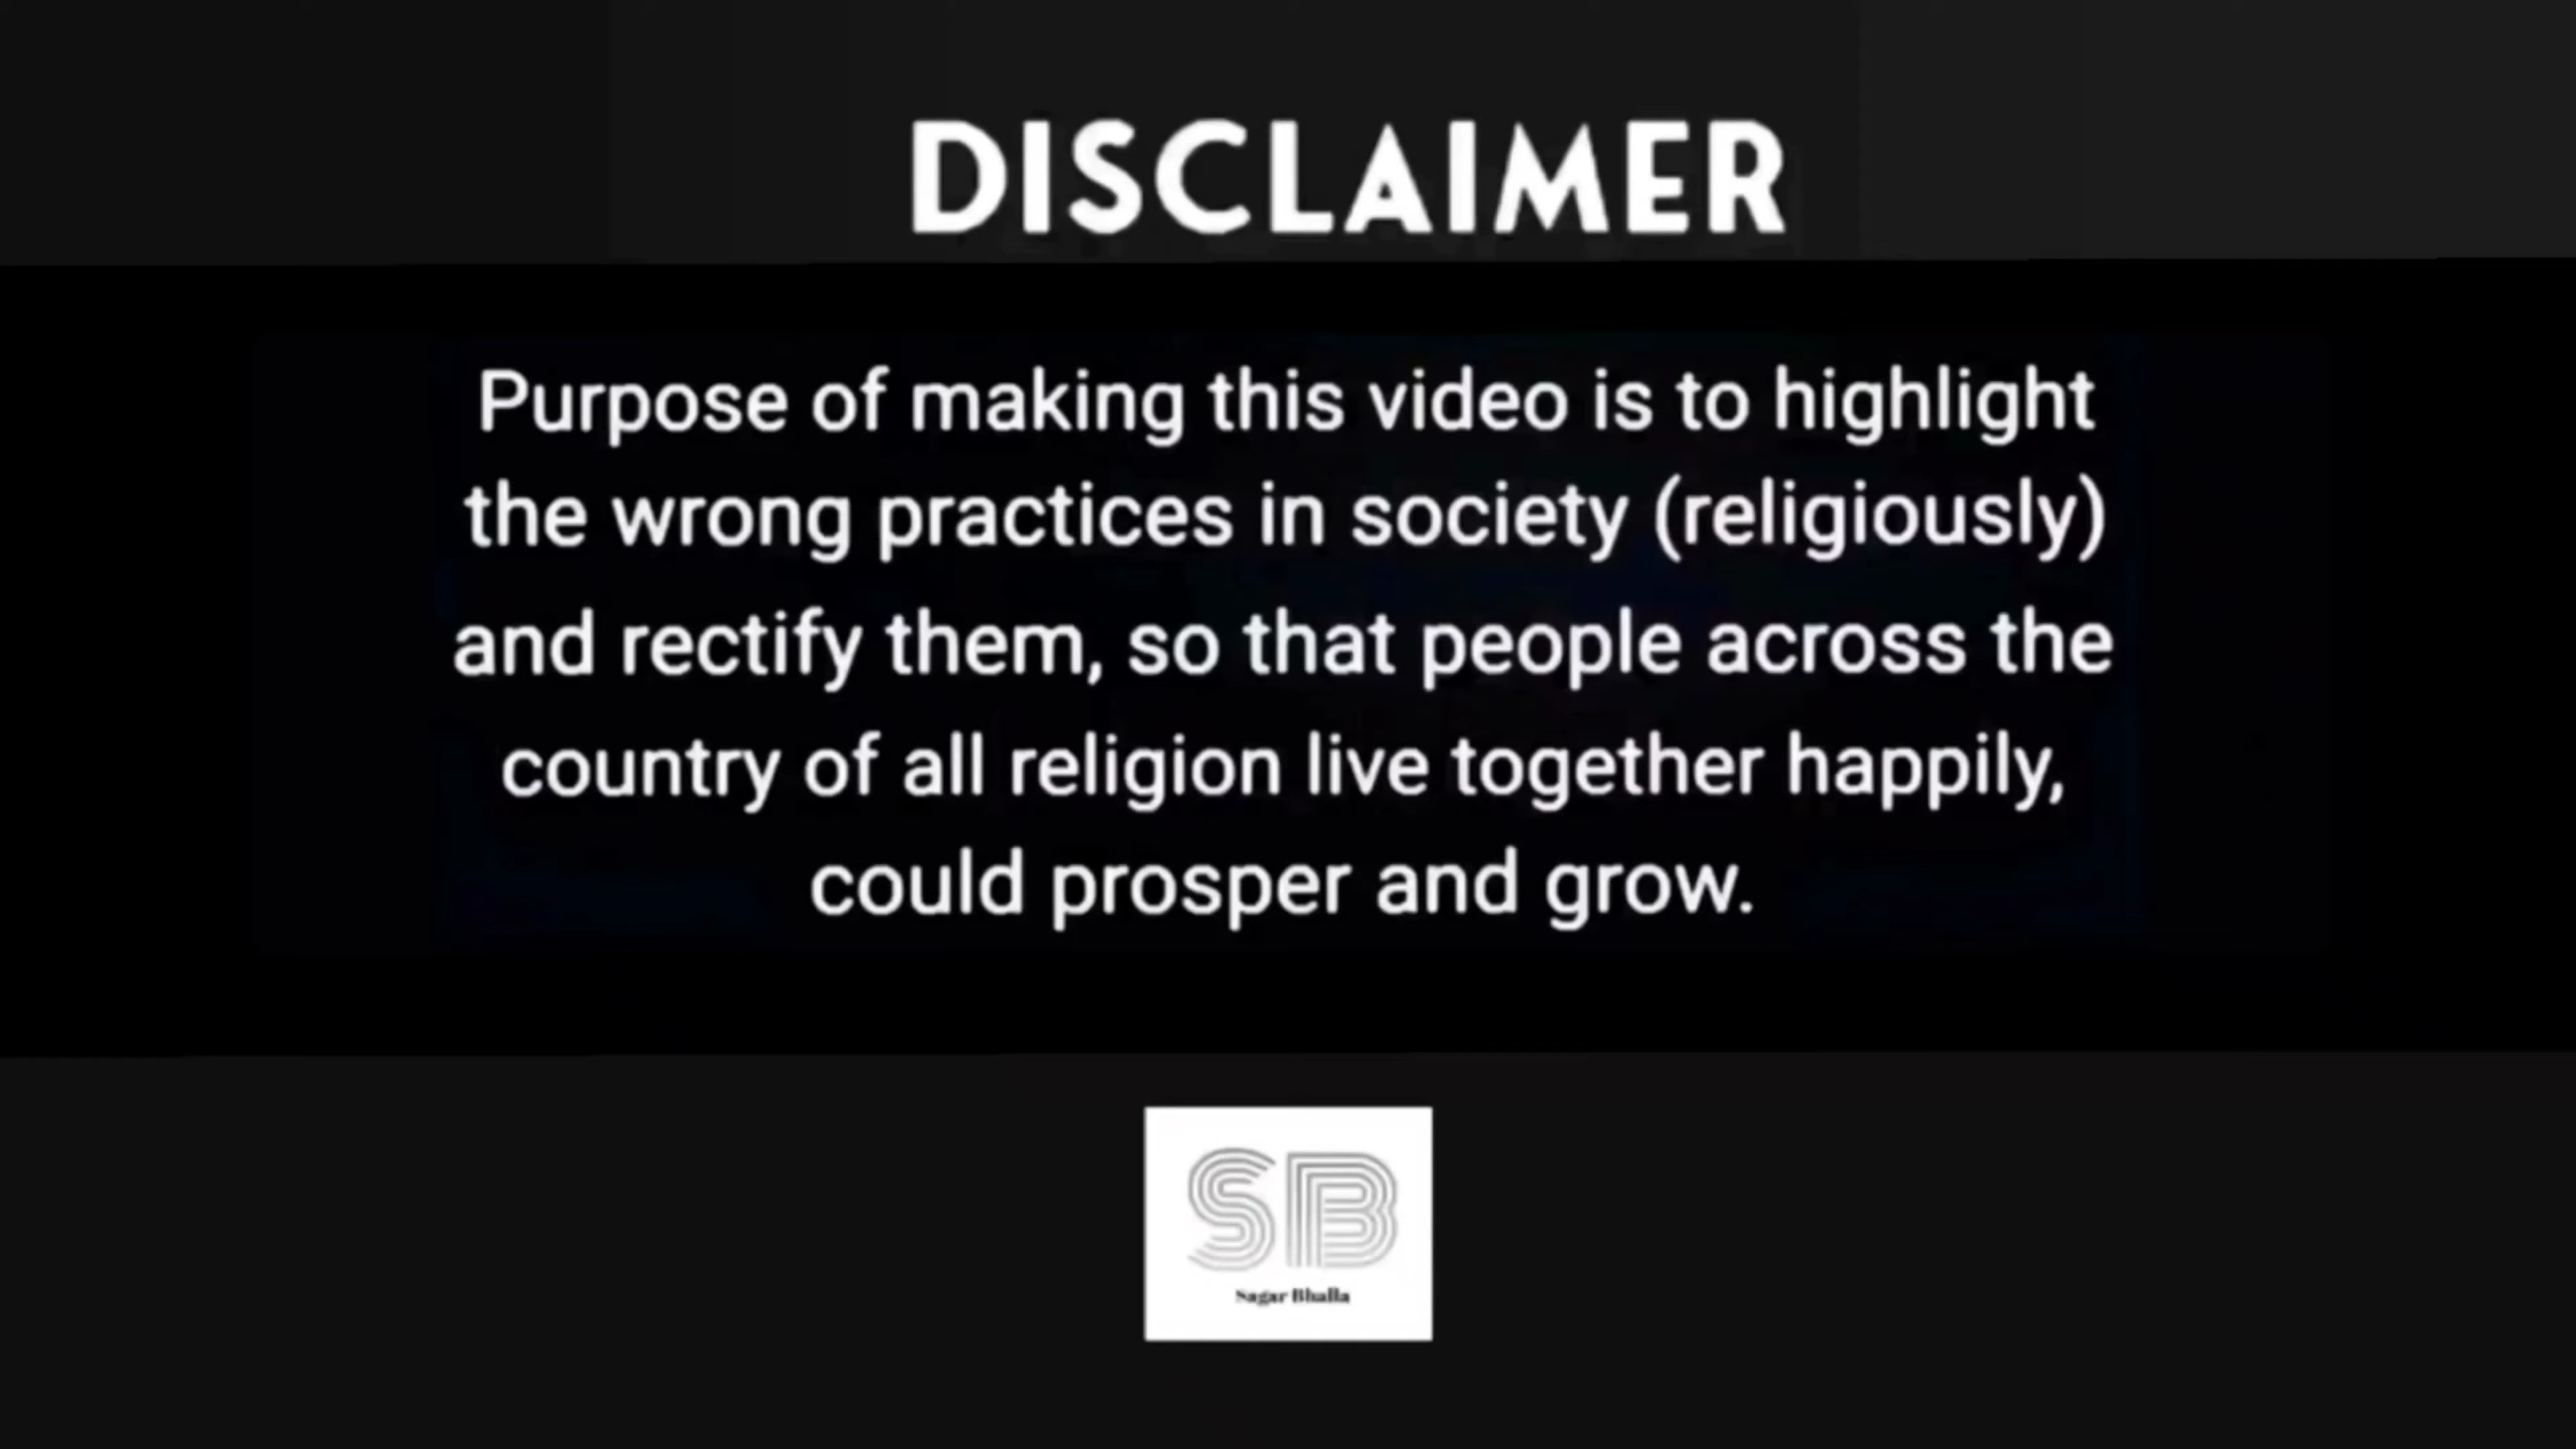 DISCLAIMER
Purpose of making this video is to highlight
the wrong practices in society (religiously)
and rectify them, so that people across the
country of all religion live together happily,
could prosper and grow.
SB
Sagar Bhalla